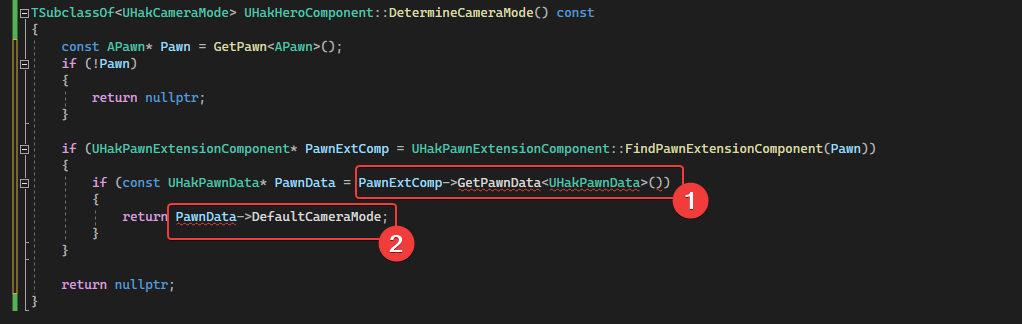 TSubclassOf<UHakCameraMode> UHakHeroComponent::DetermineCameraMode() const
{
    const APawn* Pawn = GetPawn<APawn>();
    if (!Pawn)
    {
        return nullptr;
    }

    if (UHakPawnExtensionComponent* PawnExtComp = UHakPawnExtensionComponent::FindPawnExtensionComponent(Pawn))
    {
        if (const UHakPawnData* PawnData = PawnExtComp->GetPawnData<UHakPawnData>())
1
        {
            return PawnData->DefaultCameraMode;
2
        }
    }

    return nullptr;
}